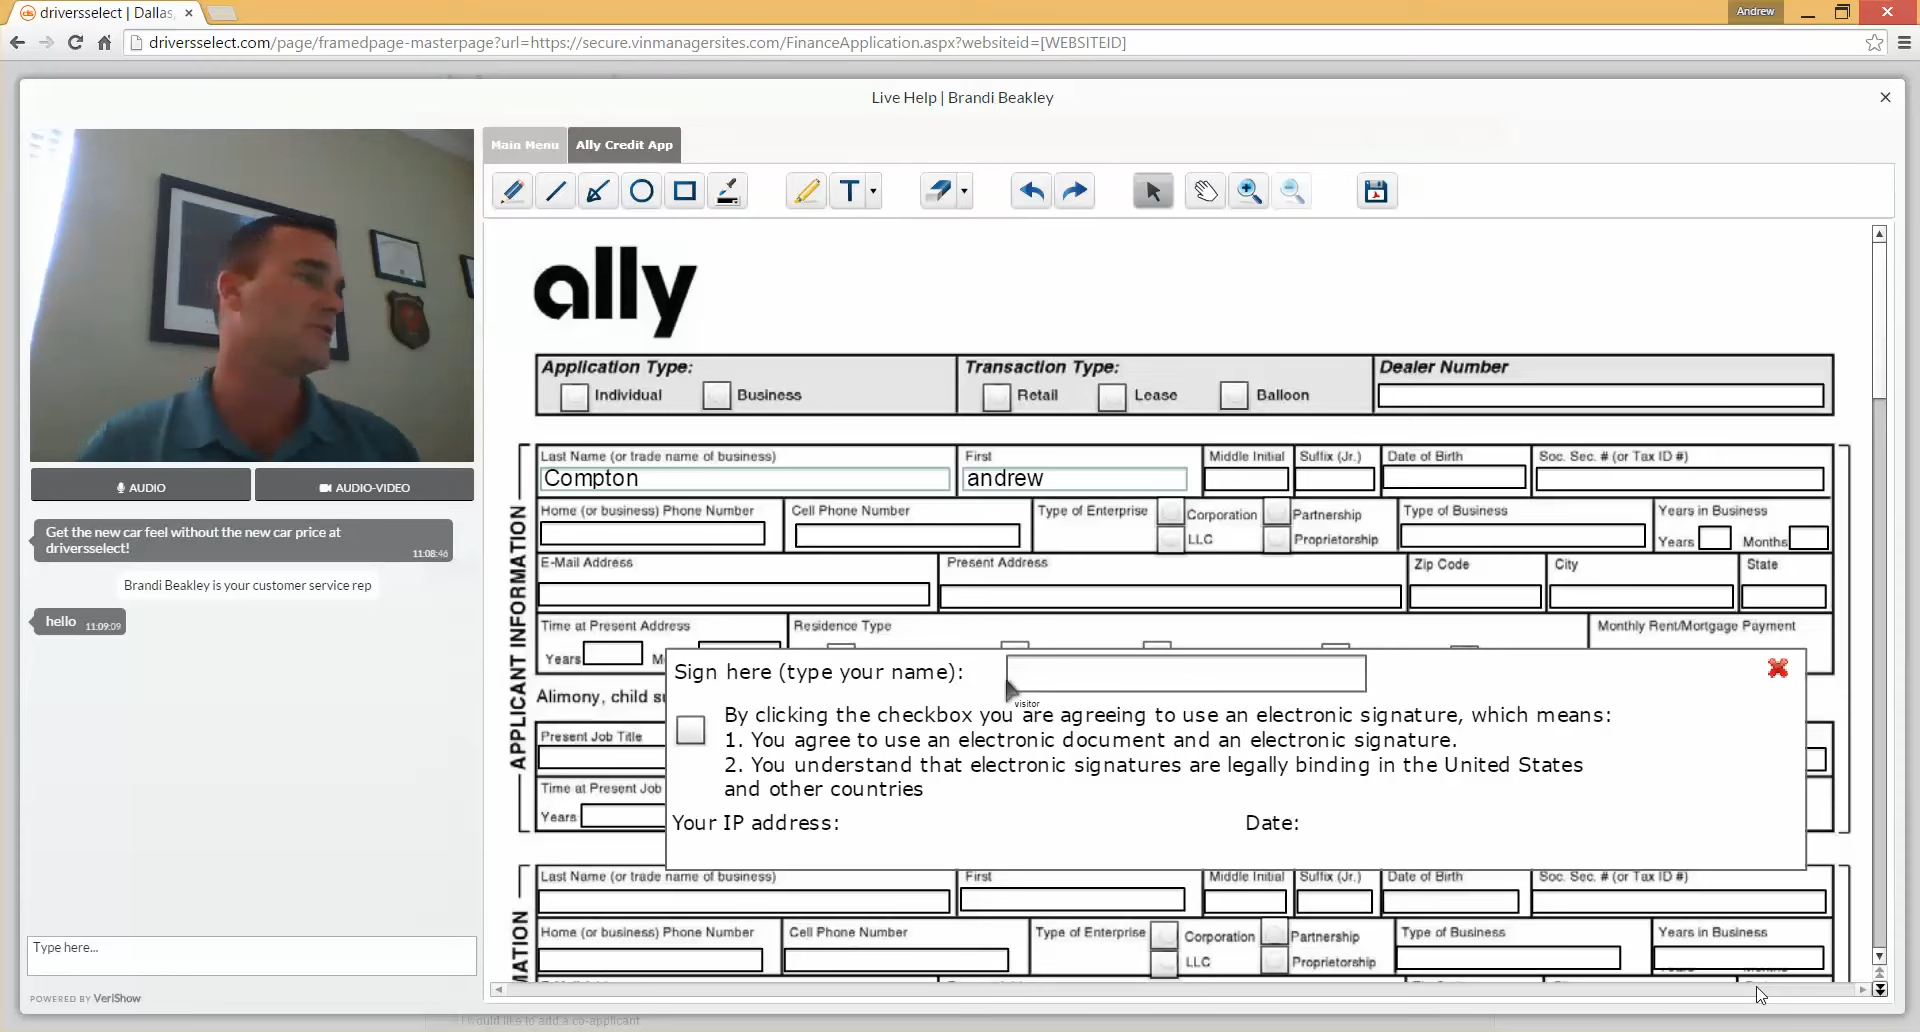 driversselect | Dallas,
Andrew
driversselect.com/page/framedpage-masterpage?url=https://secure.vinmanagersites.com/FinanceApplication.aspx?websiteid=[WEBSITEID]
Live Help | Brandi Beakley
Main Menu
Ally Credit App
T
ally
Application Type:
Individual
Business
Transaction Type:
Retail
Lease
Balloon
Dealer Number
APPLICANT INFORMATION
Last Name (or trade name of business)
First
Middle Initial
Suffix (Jr.)
Date of Birth
Soc. Sec. # (or Tax ID #)
Compton
andrew
Home (or business) Phone Number
Cell Phone Number
Type of Enterprise
Corporation
Partnership
LLC
Proprietorship
Type of Business
Years in Business
Years
Months
E-Mail Address
Present Address
Zip Code
City
State
Time at Present Address
Residence Type
Monthly Rent/Mortgage Payment
Years
M
Alimony, child su
Present Job Title
Time at Present Job
Years
Sign here (type your name):
visitor
By clicking the checkbox you are agreeing to use an electronic signature, which means:
1. You agree to use an electronic document and an electronic signature.
2. You understand that electronic signatures are legally binding in the United States
and other countries
Your IP address:
Date:
MATION
Last Name (or trade name of business)
First
Middle Initial
Suffix (Jr.)
Date of Birth
Soc. Sec. # (or Tax ID #)
Home (or business) Phone Number
Cell Phone Number
Type of Enterprise
Corporation
Partnership
LLC
Proprietorship
Type of Business
Years in Business
AUDIO
AUDIO-VIDEO
Get the new car feel without the new car price at
driversselect!
11:08:46
Brandi Beakley is your customer service rep
hello 11:09:09
Type here...
POWERED BY VeriShow
I would like to add a co-applicant